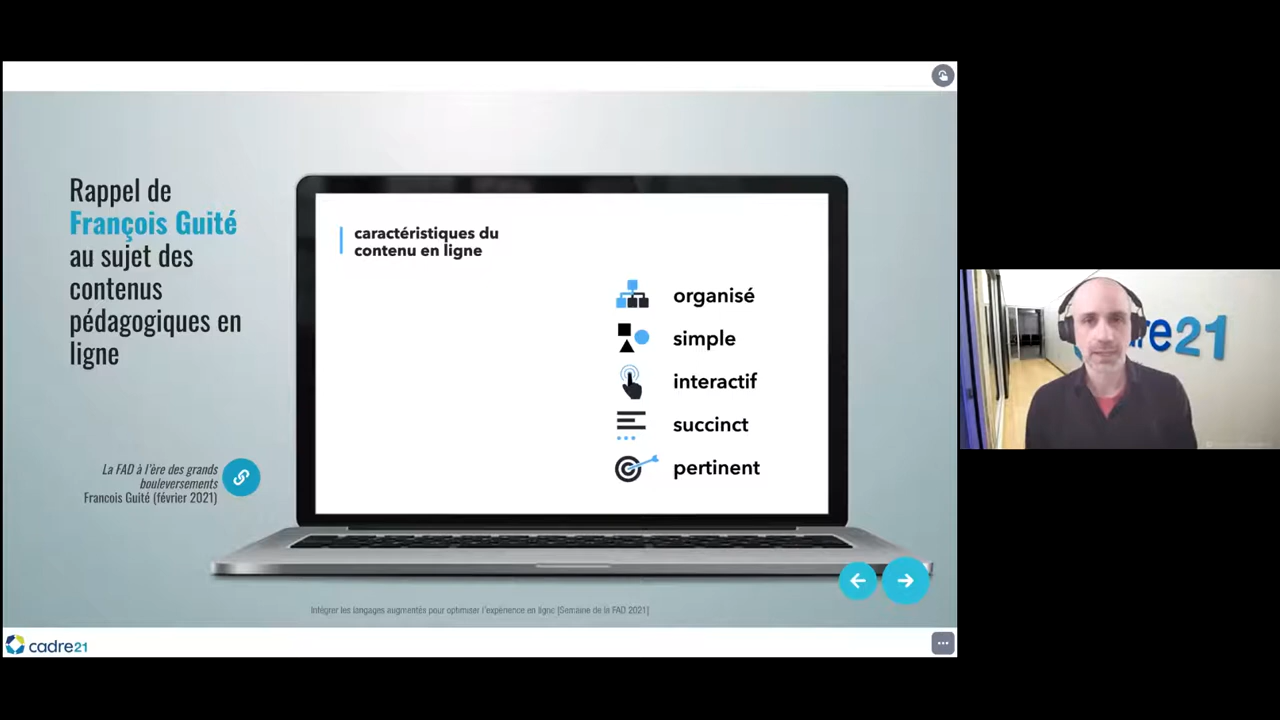 Rappel de
François Guité
au sujet des
contenus
pédagogiques en
ligne
La FAD à l'ère des grands
bouleversements
Francois Guité (février 2021)
caractéristiques du
contenu en ligne
organisé
simple
interactif
succinct
pertinent
Intégrer les langages augmentés pour optimiser l'expérience en ligne [Semaine de la FAD 2021]
cadre21
re21